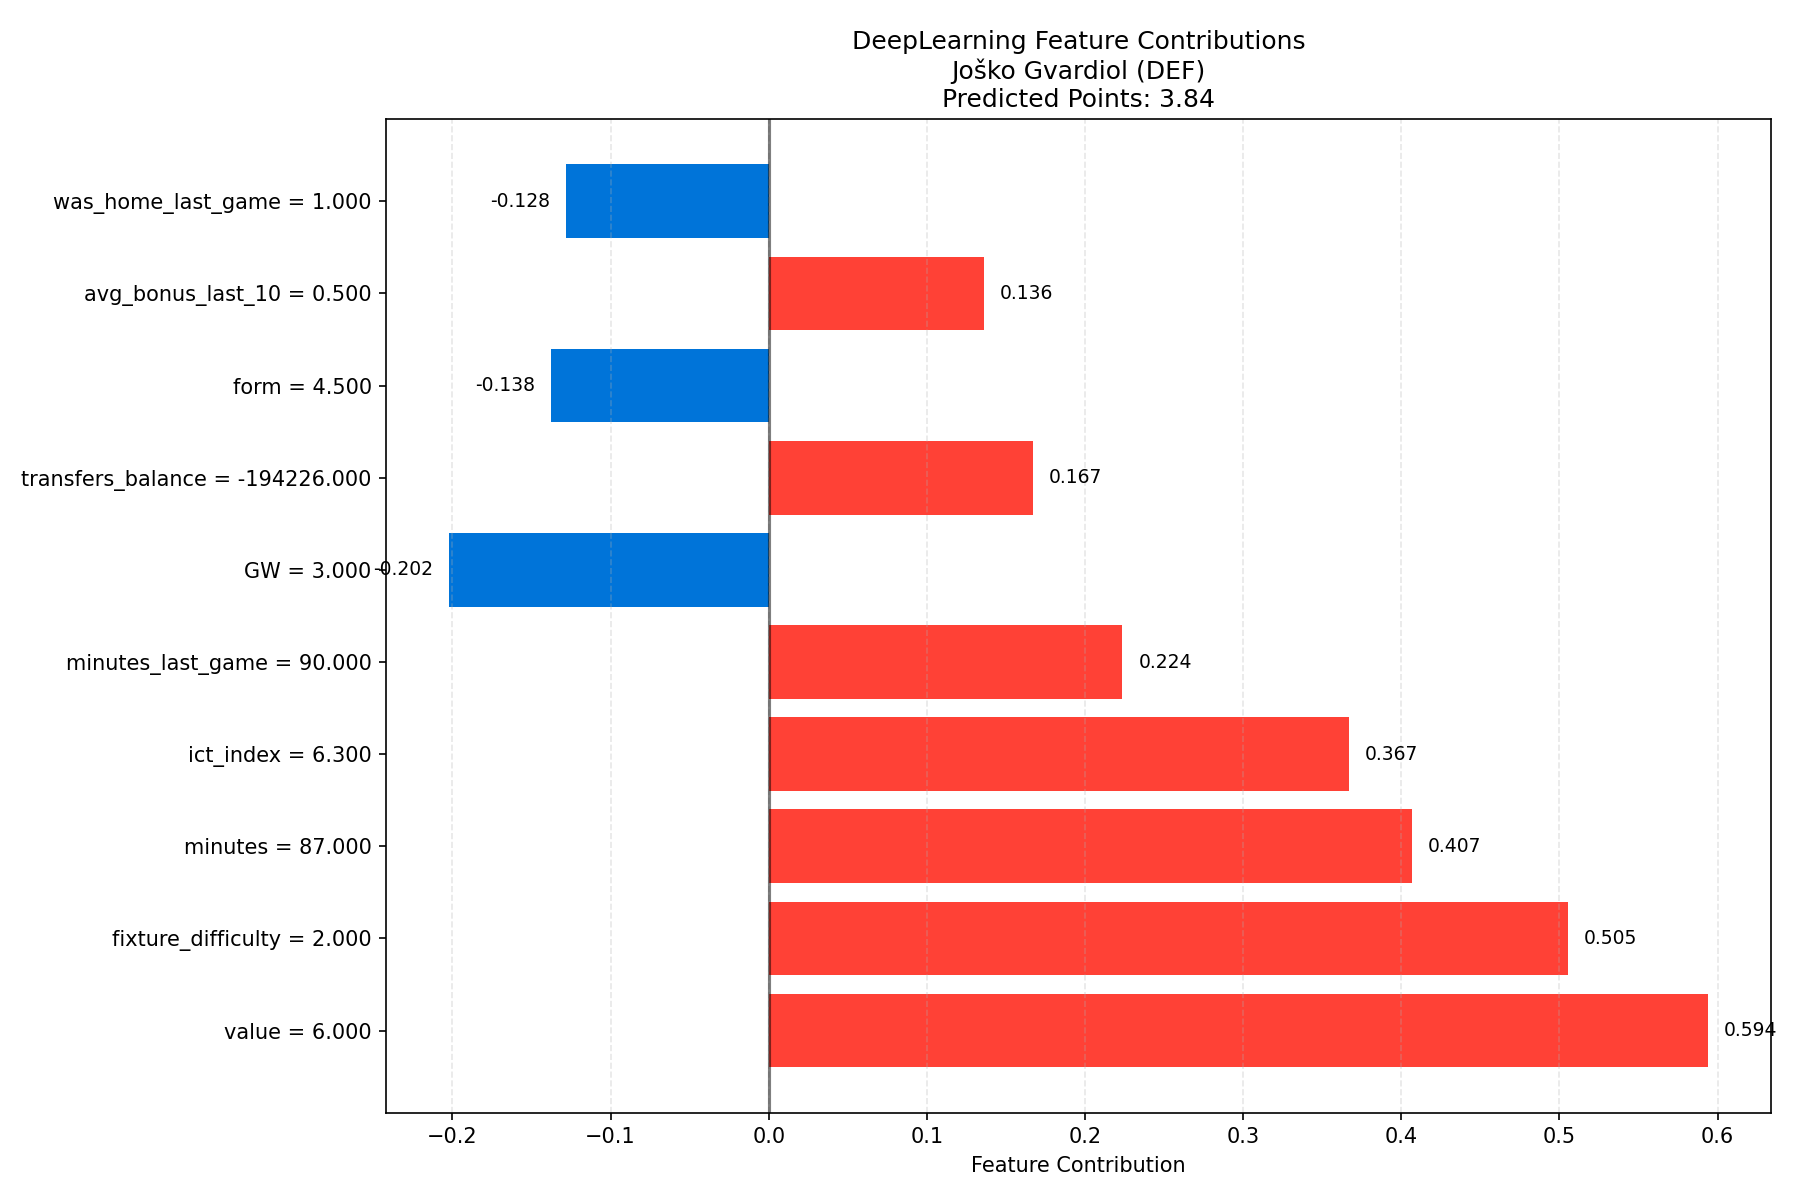 DeepLearning Feature Contributions
Joško Gvardiol (DEF)
Predicted Points: 3.84
was_home_last_game = 1.000
-0.128
avg_bonus_last_10 = 0.500
0.136
form = 4.500
-0.138
transfers_balance = -194226.000
0.167
GW = 3.000
-0.202
minutes_last_game = 90.000
0.224
ict_index = 6.300
0.367
minutes = 87.000
0.407
fixture_difficulty = 2.000
0.505
value = 6.000
0.594
−0.2 −0.1 0.0 0.1 0.2 0.3 0.4 0.5 0.6
Feature Contribution